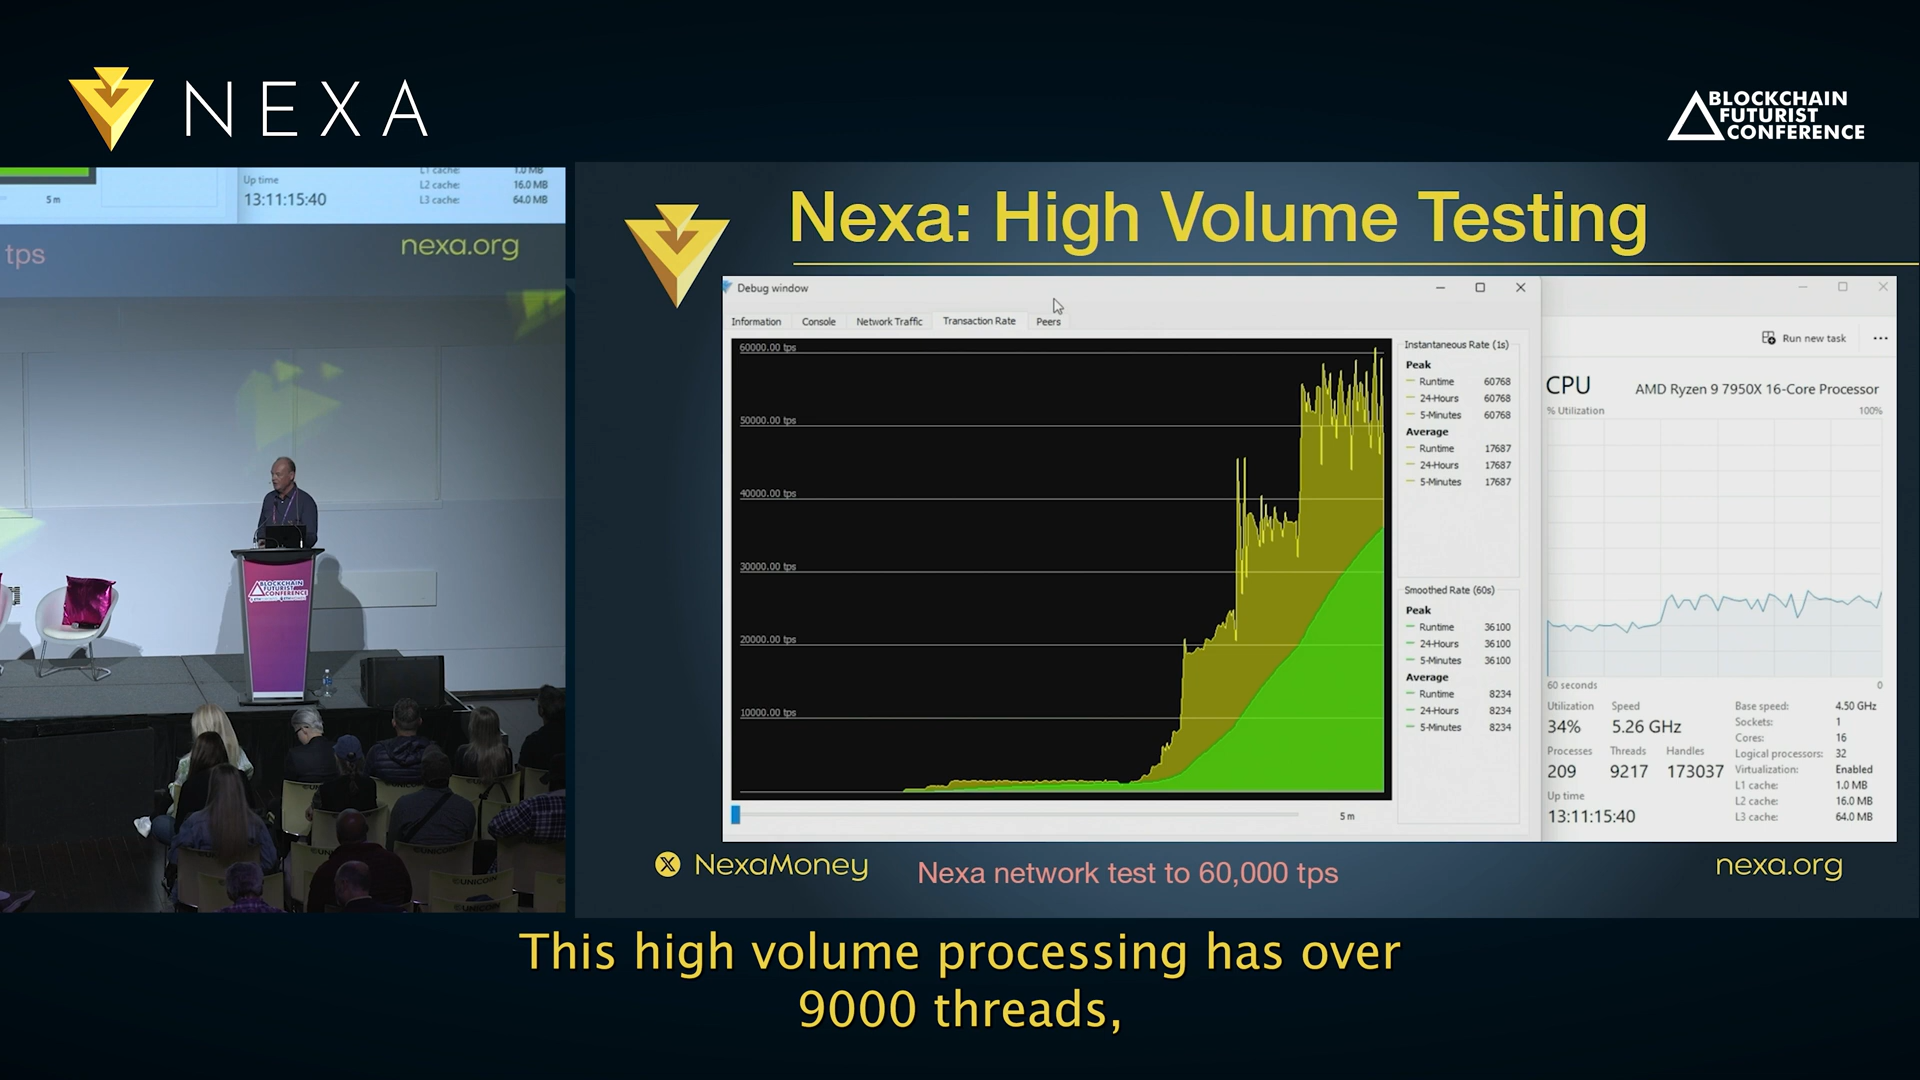 NEXA
BLOCKCHAIN
FUTURIST
CONFERENCE
Up time
13:11:15:40
5 m
L1 cache: 1.0 MB
L2 cache: 16.0 MB
L3 cache: 64.0 MB
tps
nexa.org
BLOCKCHAIN
FUTURIST
CONFERENCE
Nexa: High Volume Testing
Debug window
Information Console Network Traffic Transaction Rate Peers
60000.00 tps
50000.00 tps
40000.00 tps
30000.00 tps
20000.00 tps
10000.00 tps
5 m
Instantaneous Rate (1s)
Peak
Runtime 60768
24-Hours 60768
5-Minutes 60768
Average
Runtime 17687
24-Hours 17687
5-Minutes 17687
Smoothed Rate (60s)
Peak
Runtime 36100
24-Hours 36100
5-Minutes 36100
Average
Runtime 8234
24-Hours 8234
5-Minutes 8234
Run new task
CPU AMD Ryzen 9 7950X 16-Core Processor
% Utilization 100%
60 seconds 0
Utilization Speed
34% 5.26 GHz
Processes Threads Handles
209 9217 173037
Up time
13:11:15:40
Base speed: 4.50 GHz
Sockets: 1
Cores: 16
Logical processors: 32
Virtualization: Enabled
L1 cache: 1.0 MB
L2 cache: 16.0 MB
L3 cache: 64.0 MB
NexaMoney
Nexa network test to 60,000 tps
nexa.org
This high volume processing has over
9000 threads,